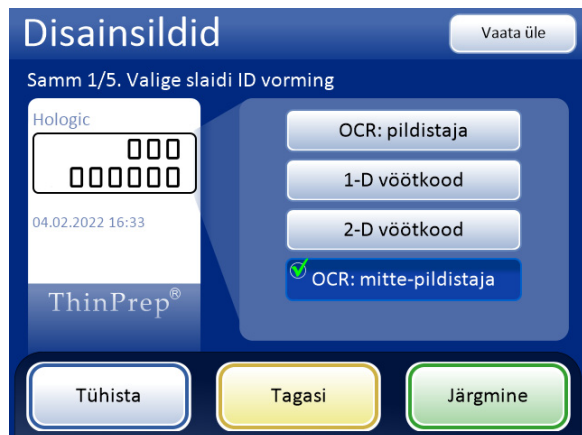 Disainsildid
Vaata üle
Samm 1/5. Valige slaidi ID vorming
Hologic
000
000000
04.02.2022 16:33
ThinPrep®
OCR: pildistaja
1-D vöötkood
2-D vöötkood
OCR: mitte-pildistaja
Tühista
Tagasi
Järgmine